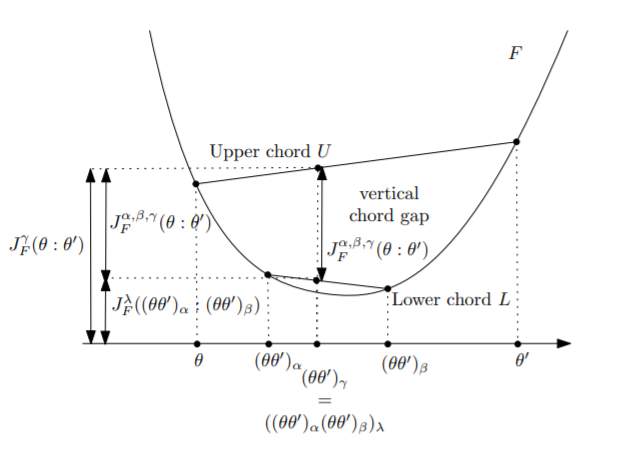 F
Upper chord U
vertical
chord gap
J_F^{α,β,γ}(θ : θ′)
J_F^γ(θ : θ′)
J_F^{α,β,γ}(θ : θ′)
Lower chord L
J_F^λ((θθ′)_α : (θθ′)_β)
θ
(θθ′)_α
(θθ′)_γ
(θθ′)_β
θ′
=
((θθ′)_α(θθ′)_β)_λ